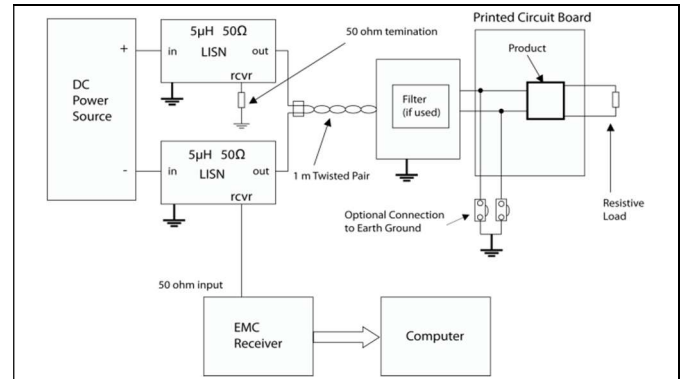 Printed Circuit Board
5µH 50Ω
in LISN out
rcvr
50 ohm temination
Product
+
DC
Power
Source
-
Filter
(if used)
5µH 50Ω
in LISN out
rcvr
1 m Twisted Pair
Optional Connection
to Earth Ground
Resistive
Load
50 ohm input
EMC
Receiver
Computer